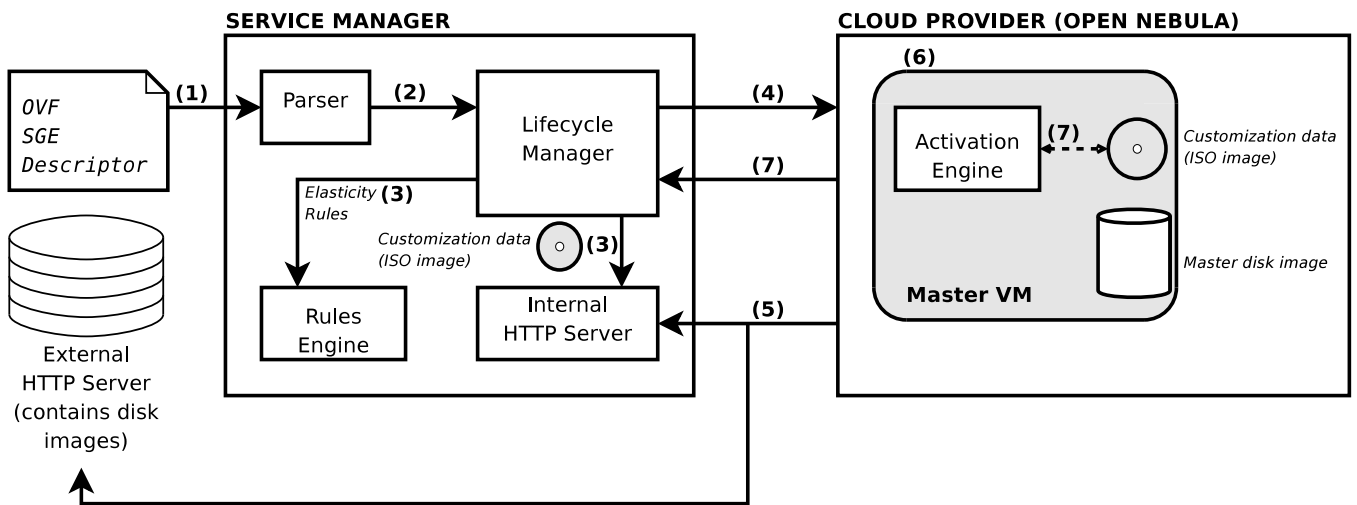 SERVICE MANAGER
CLOUD PROVIDER (OPEN NEBULA)
OVF
SGE
Descriptor
(1)
Parser
(2)
Lifecycle
Manager
(4)
(6)
Activation
Engine
(7)
Customization data
(ISO image)
(7)
Elasticity
Rules
(3)
Customization data
(ISO image)
(3)
Master disk image
Master VM
Rules
Engine
Internal
HTTP Server
(5)
External
HTTP Server
(contains disk
images)